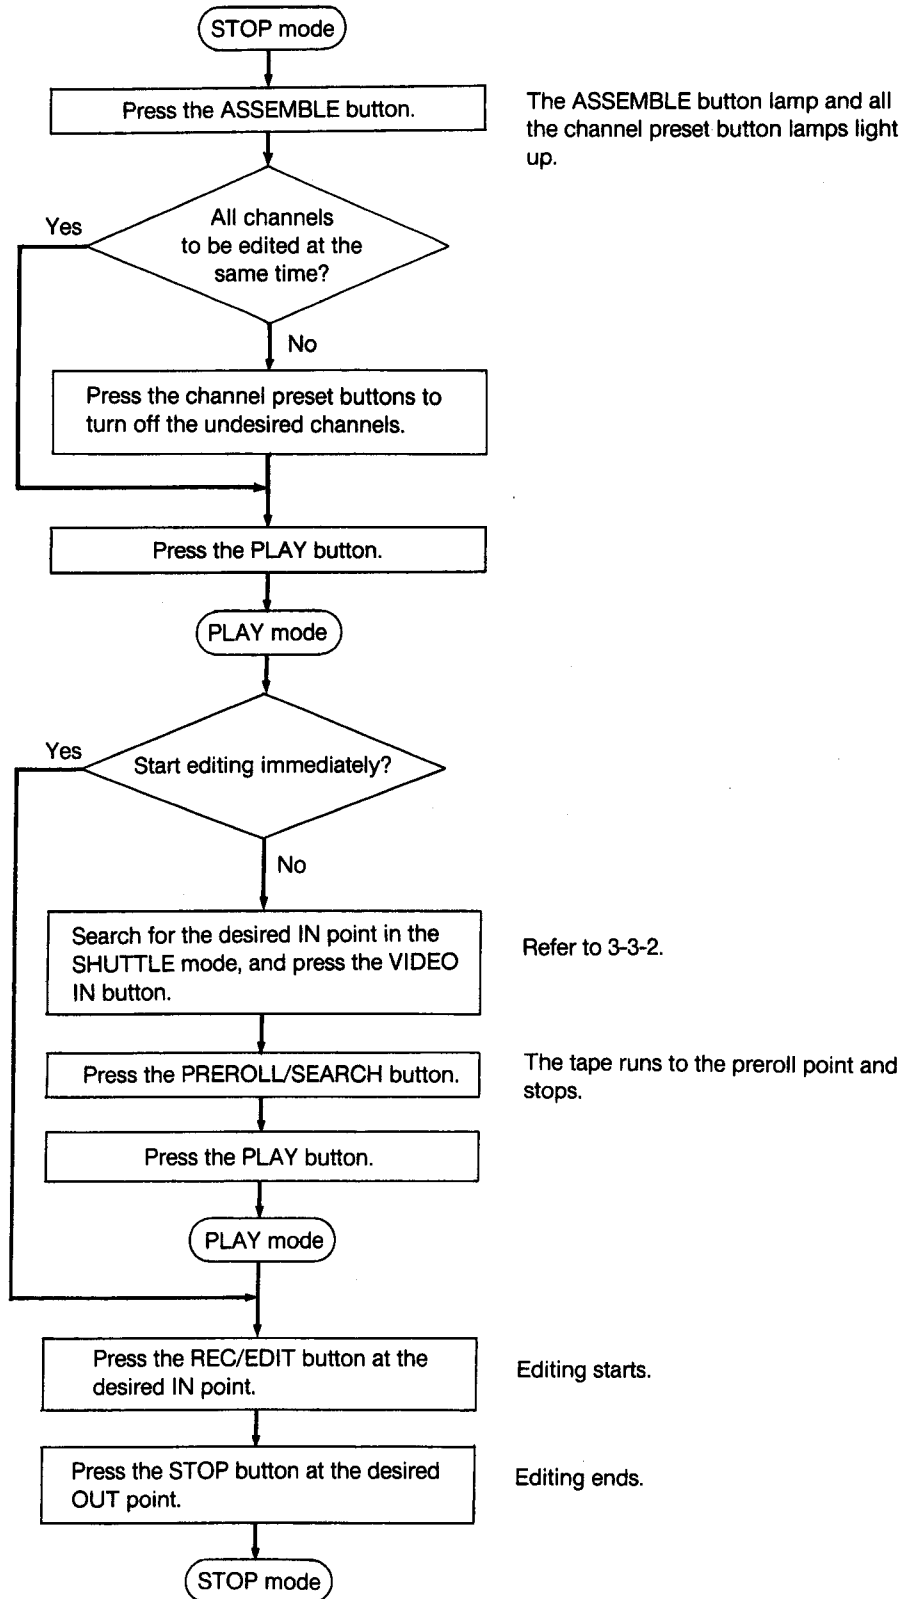 STOP mode
Press the ASSEMBLE button.
The ASSEMBLE button lamp and all
the channel preset button lamps light
up.
All channels
to be edited at the
same time?
Yes
No
Press the channel preset buttons to
turn off the undesired channels.
Press the PLAY button.
PLAY mode
Start editing immediately?
Yes
No
Search for the desired IN point in the
SHUTTLE mode, and press the VIDEO
IN button.
Refer to 3-3-2.
Press the PREROLL/SEARCH button.
The tape runs to the preroll point and
stops.
Press the PLAY button.
PLAY mode
Press the REC/EDIT button at the
desired IN point.
Editing starts.
Press the STOP button at the desired
OUT point.
Editing ends.
STOP mode